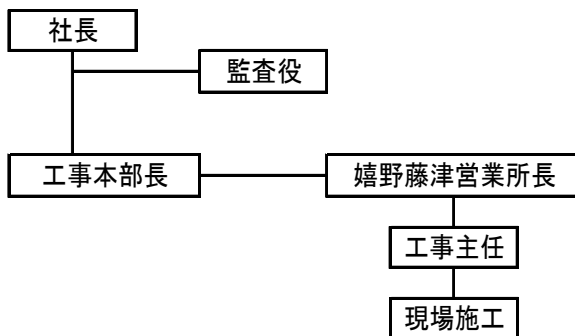 社長
監査役
工事本部長
嬉野藤津営業所長
工事主任
現場施工